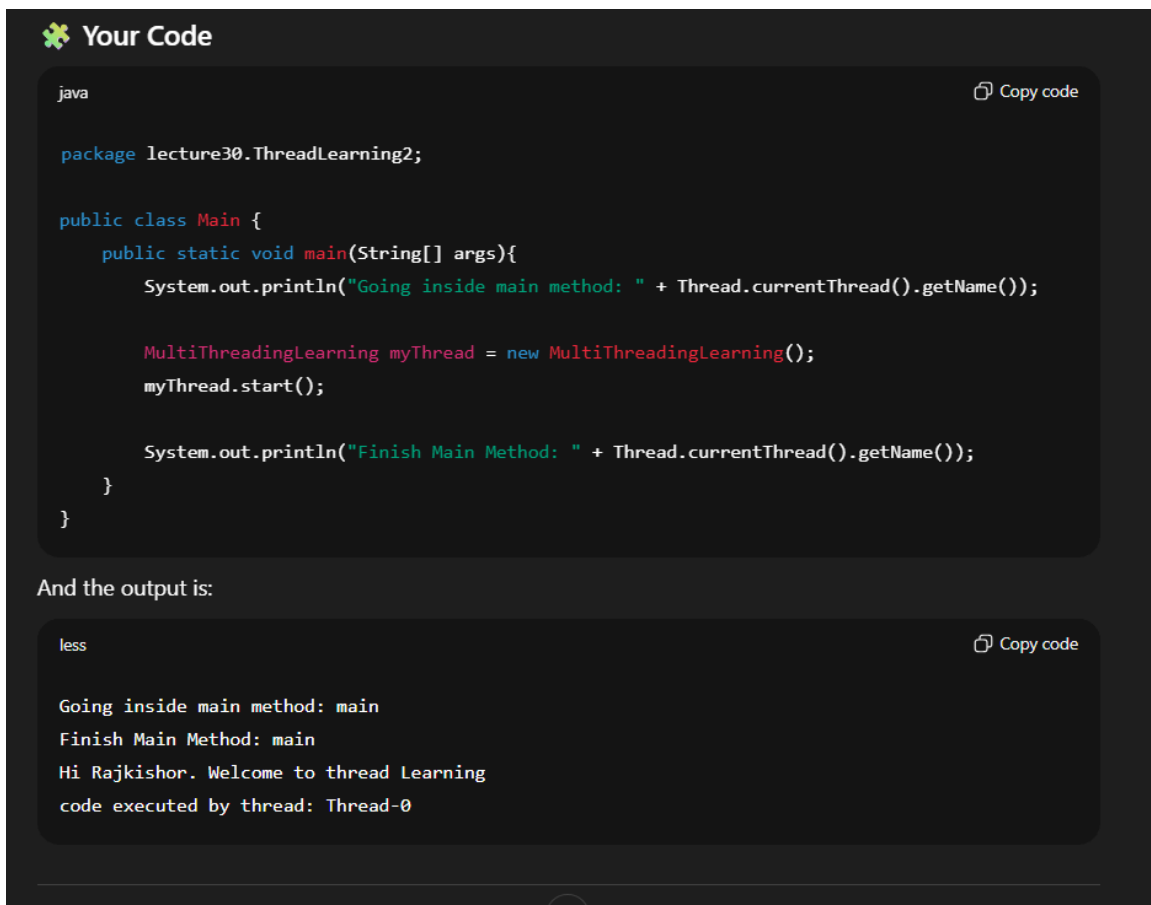 Your Code
java
Copy code
package lecture30.ThreadLearning2;
public class Main {
    public static void main(String[] args){
        System.out.println("Going inside main method: " + Thread.currentThread().getName());
        MultiThreadingLearning myThread = new MultiThreadingLearning();
        myThread.start();
        System.out.println("Finish Main Method: " + Thread.currentThread().getName());
    }
}
And the output is:
less
Copy code
Going inside main method: main
Finish Main Method: main
Hi Rajkishor. Welcome to thread Learning
code executed by thread: Thread-0